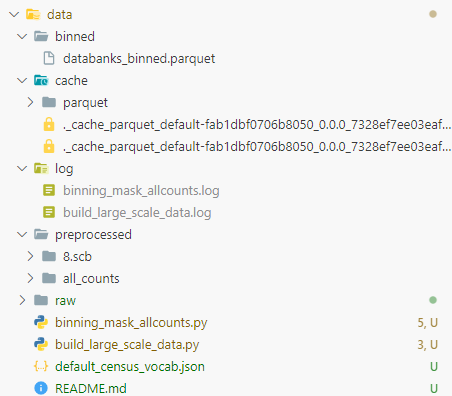 data
binned
databanks_binned.parquet
cache
parquet
._cache_parquet_default-fab1dbf0706b8050_0.0.0_7328ef7ee03eaf...
._cache_parquet_default-fab1dbf0706b8050_0.0.0_7328ef7ee03eaf...
log
binning_mask_allcounts.log
build_large_scale_data.log
preprocessed
8.scb
all_counts
raw
binning_mask_allcounts.py 5, U
build_large_scale_data.py 3, U
{..} default_census_vocab.json U
README.md U